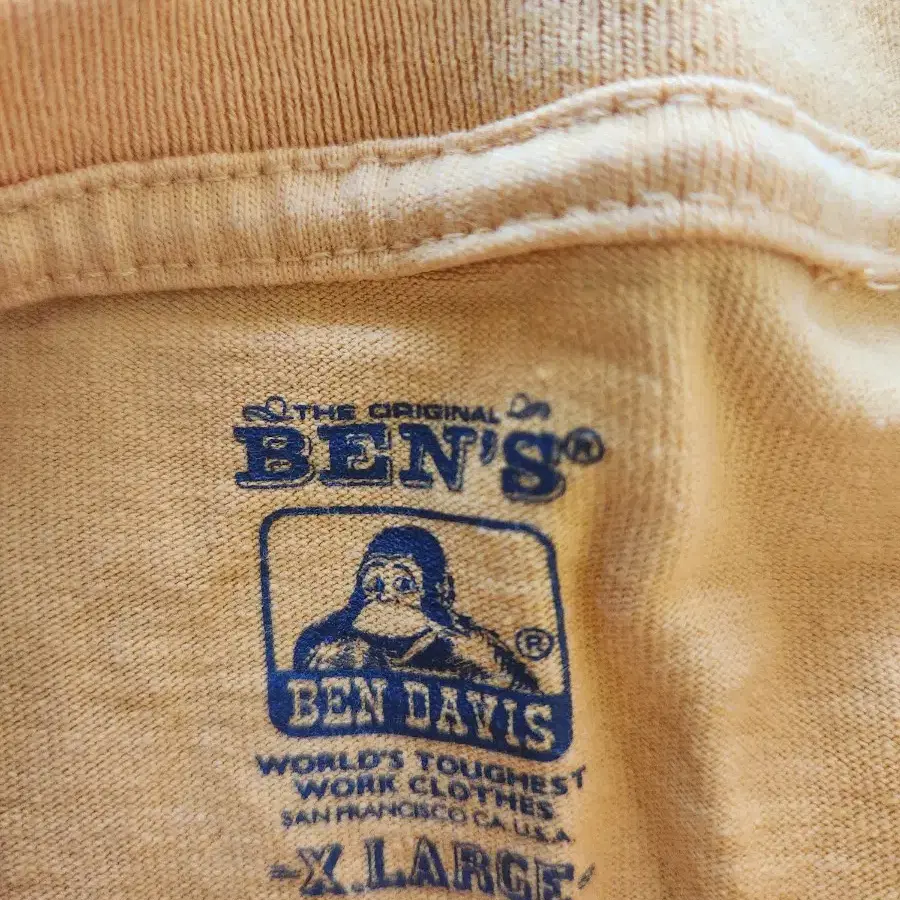 THE ORIGINAL
BEN'S®
®
BEN DAVIS
WORLD'S TOUGHEST
WORK CLOTHES
SAN FRANCISCO CA. U.S.A
-X.LARGE-